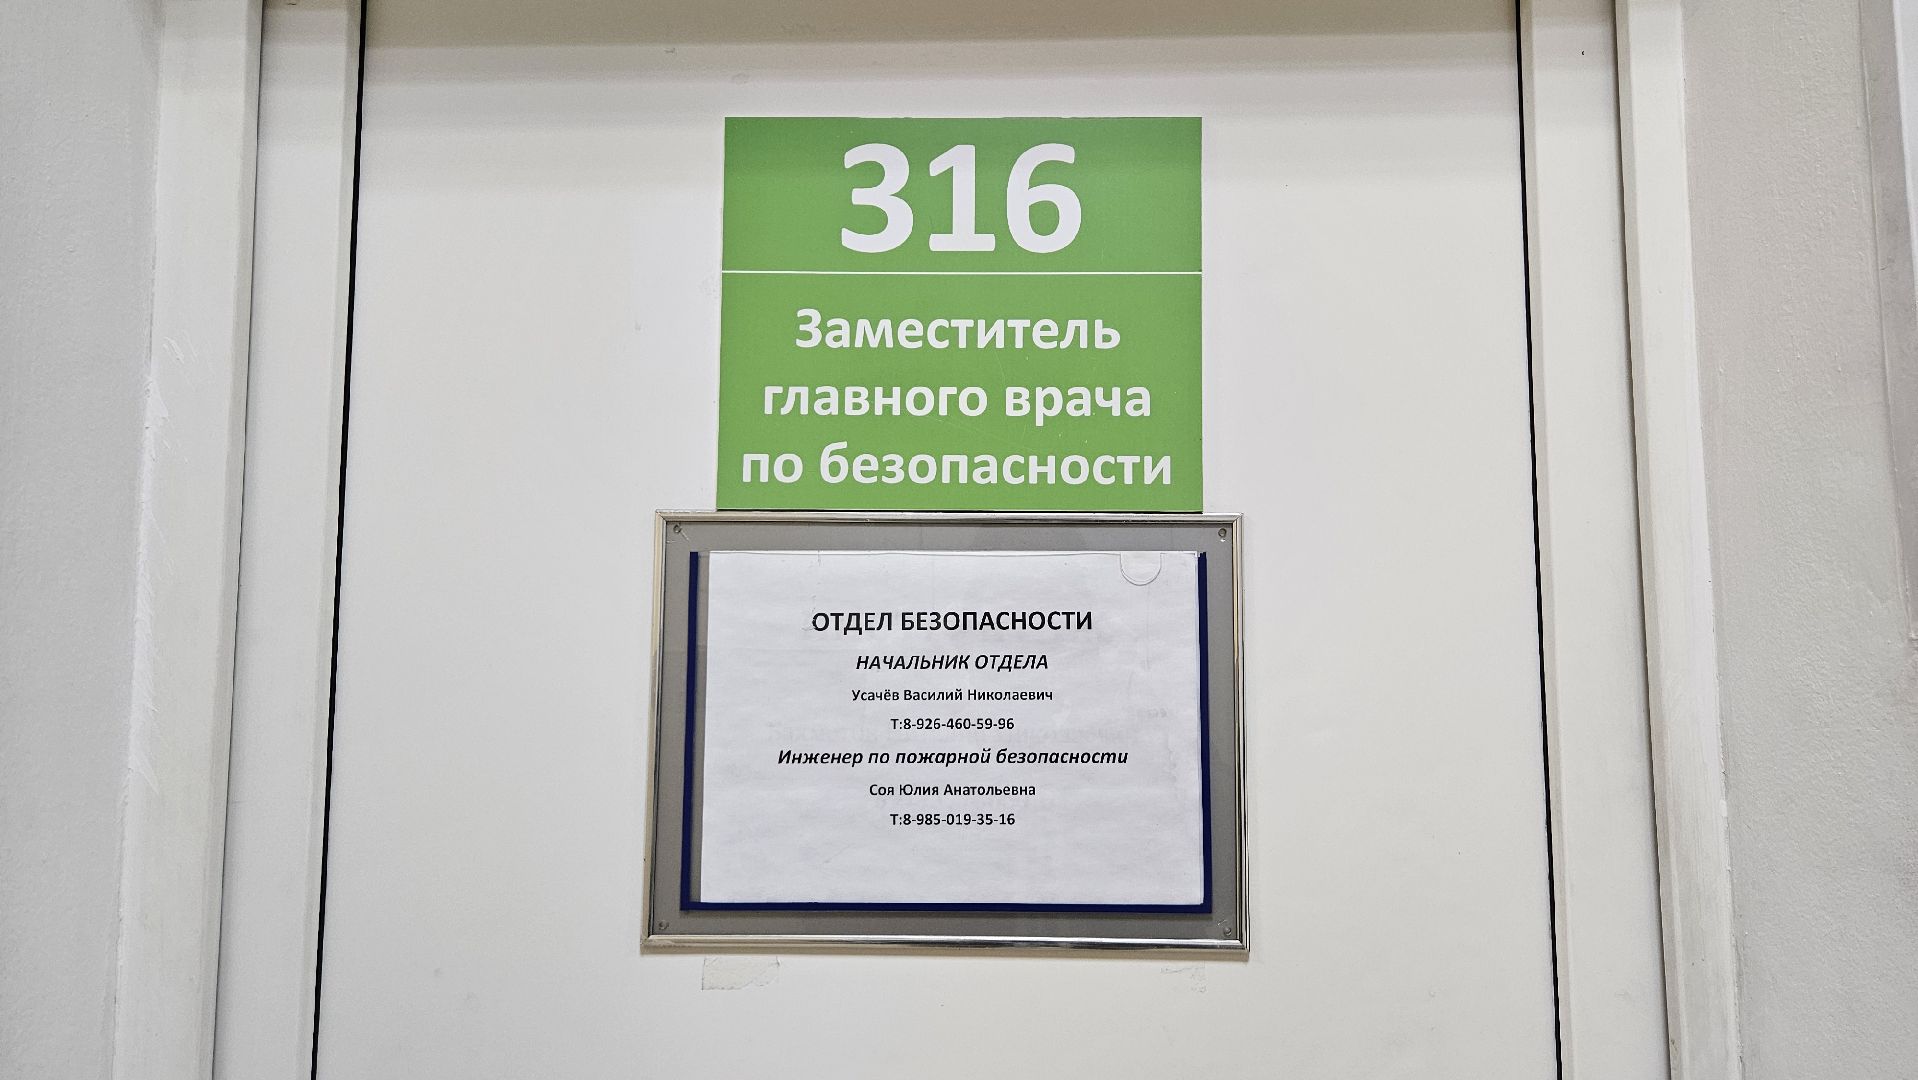 316
Заместитель
главного врача
по безопасности
ОТДЕЛ БЕЗОПАСНОСТИ
НАЧАЛЬНИК ОТДЕЛА
Усачёв Василий Николаевич
Т:8-926-460-59-96
Инженер по пожарной безопасности
Соя Юлия Анатольевна
Т:8-985-019-35-16